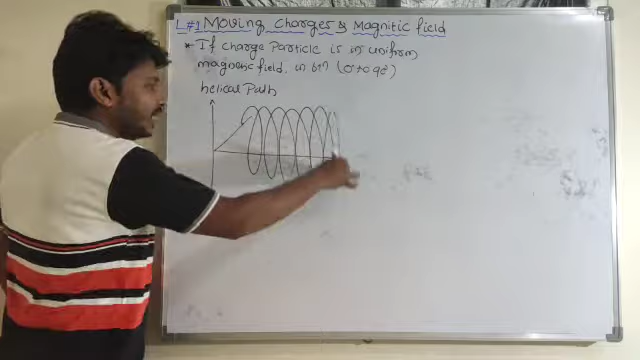 L#1 Moving Charges & Magnitic field
* If Charge Particle is in uniform
magnetic field. in btn (0° to 90°)
helical Path